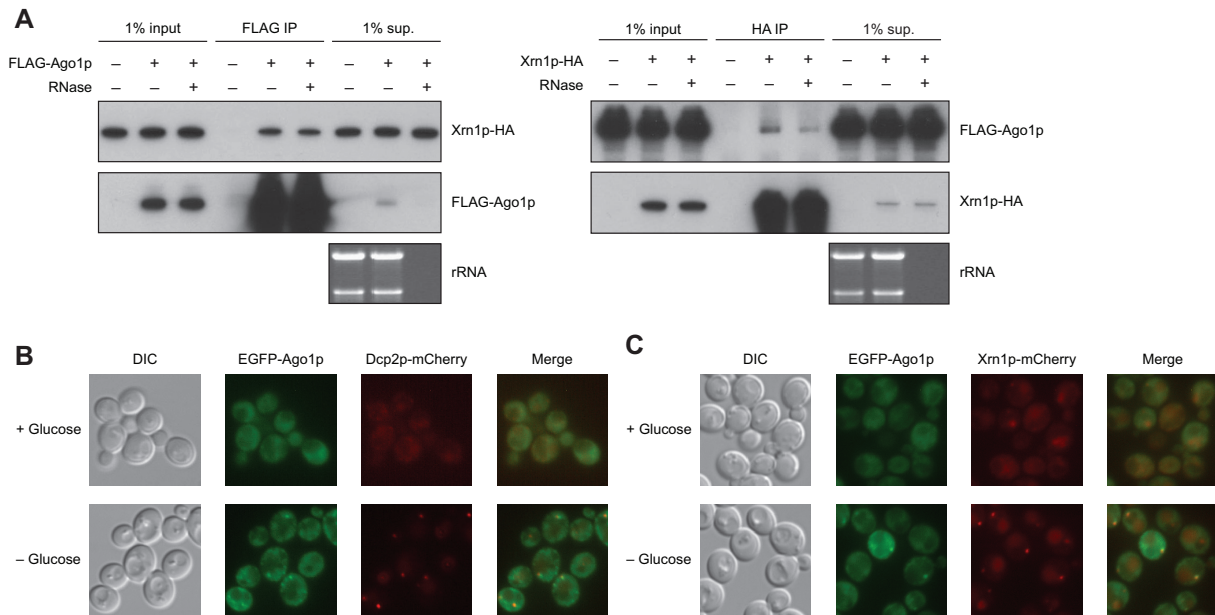 A
1% input FLAG IP 1% sup.
FLAG-Ago1p – + + – + + – + +
RNase – – + – – + – – +
Xrn1p-HA
FLAG-Ago1p
rRNA
1% input HA IP 1% sup.
Xrn1p-HA – + + – + + – + +
RNase – – + – – + – – +
FLAG-Ago1p
Xrn1p-HA
rRNA
B
DIC EGFP-Ago1p Dcp2p-mCherry Merge
+ Glucose
– Glucose
C
DIC EGFP-Ago1p Xrn1p-mCherry Merge
+ Glucose
– Glucose